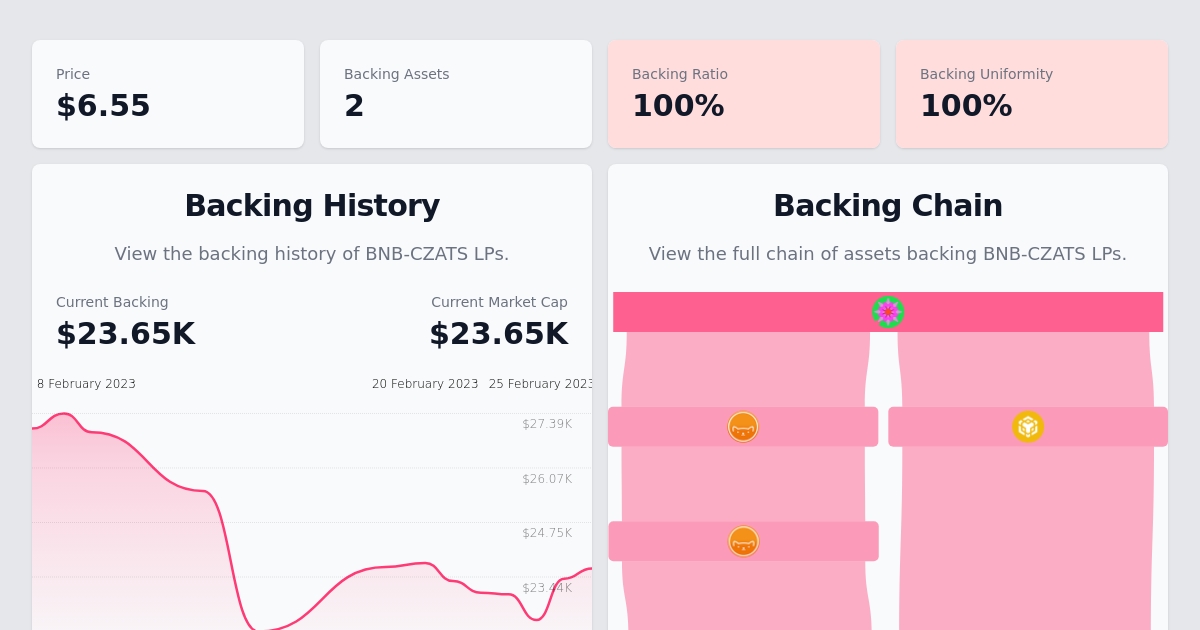 Price
$6.55
Backing Assets
2
Backing Ratio
100%
Backing Uniformity
100%
Backing History
View the backing history of BNB-CZATS LPs.
Current Backing
$23.65K
Current Market Cap
$23.65K
8 February 2023
20 February 2023
25 February 2023
$27.39K
$26.07K
$24.75K
$23.44K
Backing Chain
View the full chain of assets backing BNB-CZATS LPs.